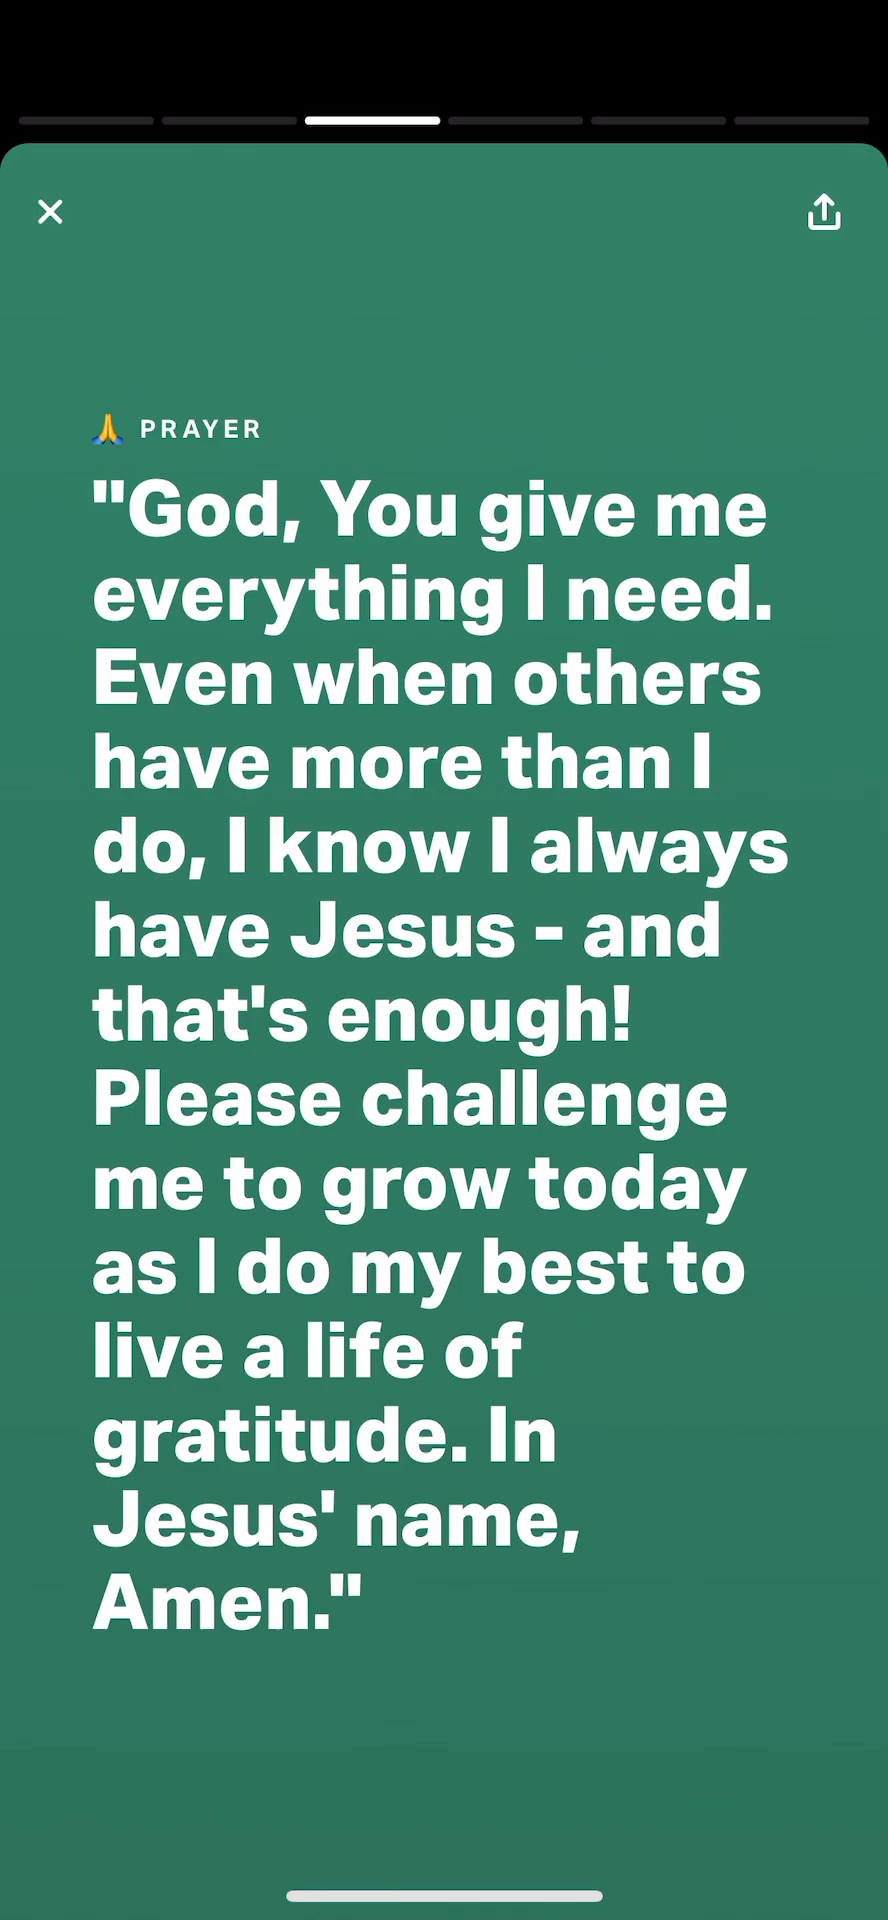 🙏 PRAYER
"God, You give me
everything I need.
Even when others
have more than I
do, I know I always
have Jesus - and
that's enough!
Please challenge
me to grow today
as I do my best to
live a life of
gratitude. In
Jesus' name,
Amen."